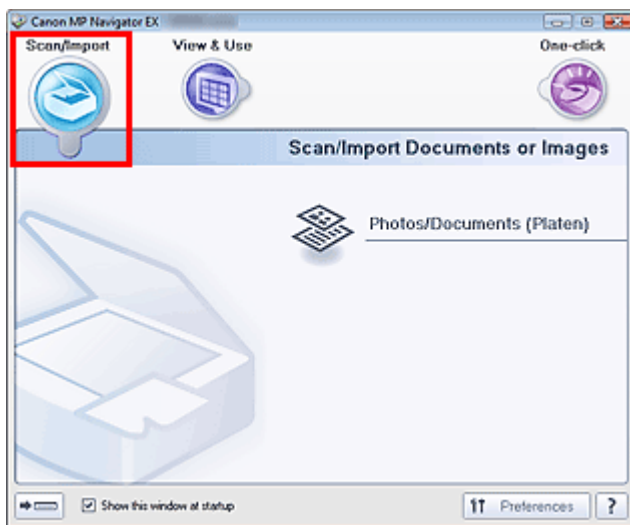 Canon MP Navigator EX
Scan/Import View & Use One-click
Scan/Import Documents or Images
Photos/Documents (Platen)
Show this window at startup
Preferences ?